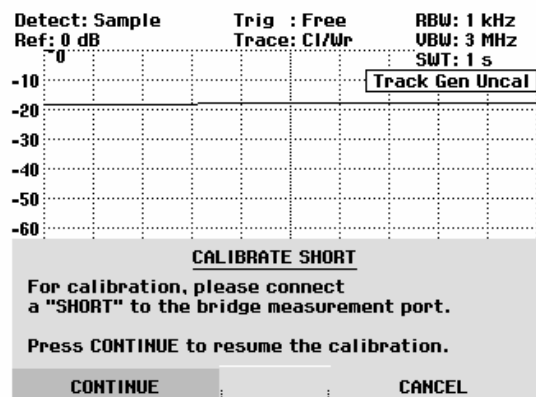 Detect: Sample Trig : Free RBW: 1 kHz
Ref: 0 dB Trace: Cl/Wr VBW: 3 MHz
0 SWT: 1 s
-10 Track Gen Uncal
-20
-30
-40
-50
-60
CALIBRATE SHORT
For calibration, please connect
a "SHORT" to the bridge measurement port.
Press CONTINUE to resume the calibration.
CONTINUE CANCEL